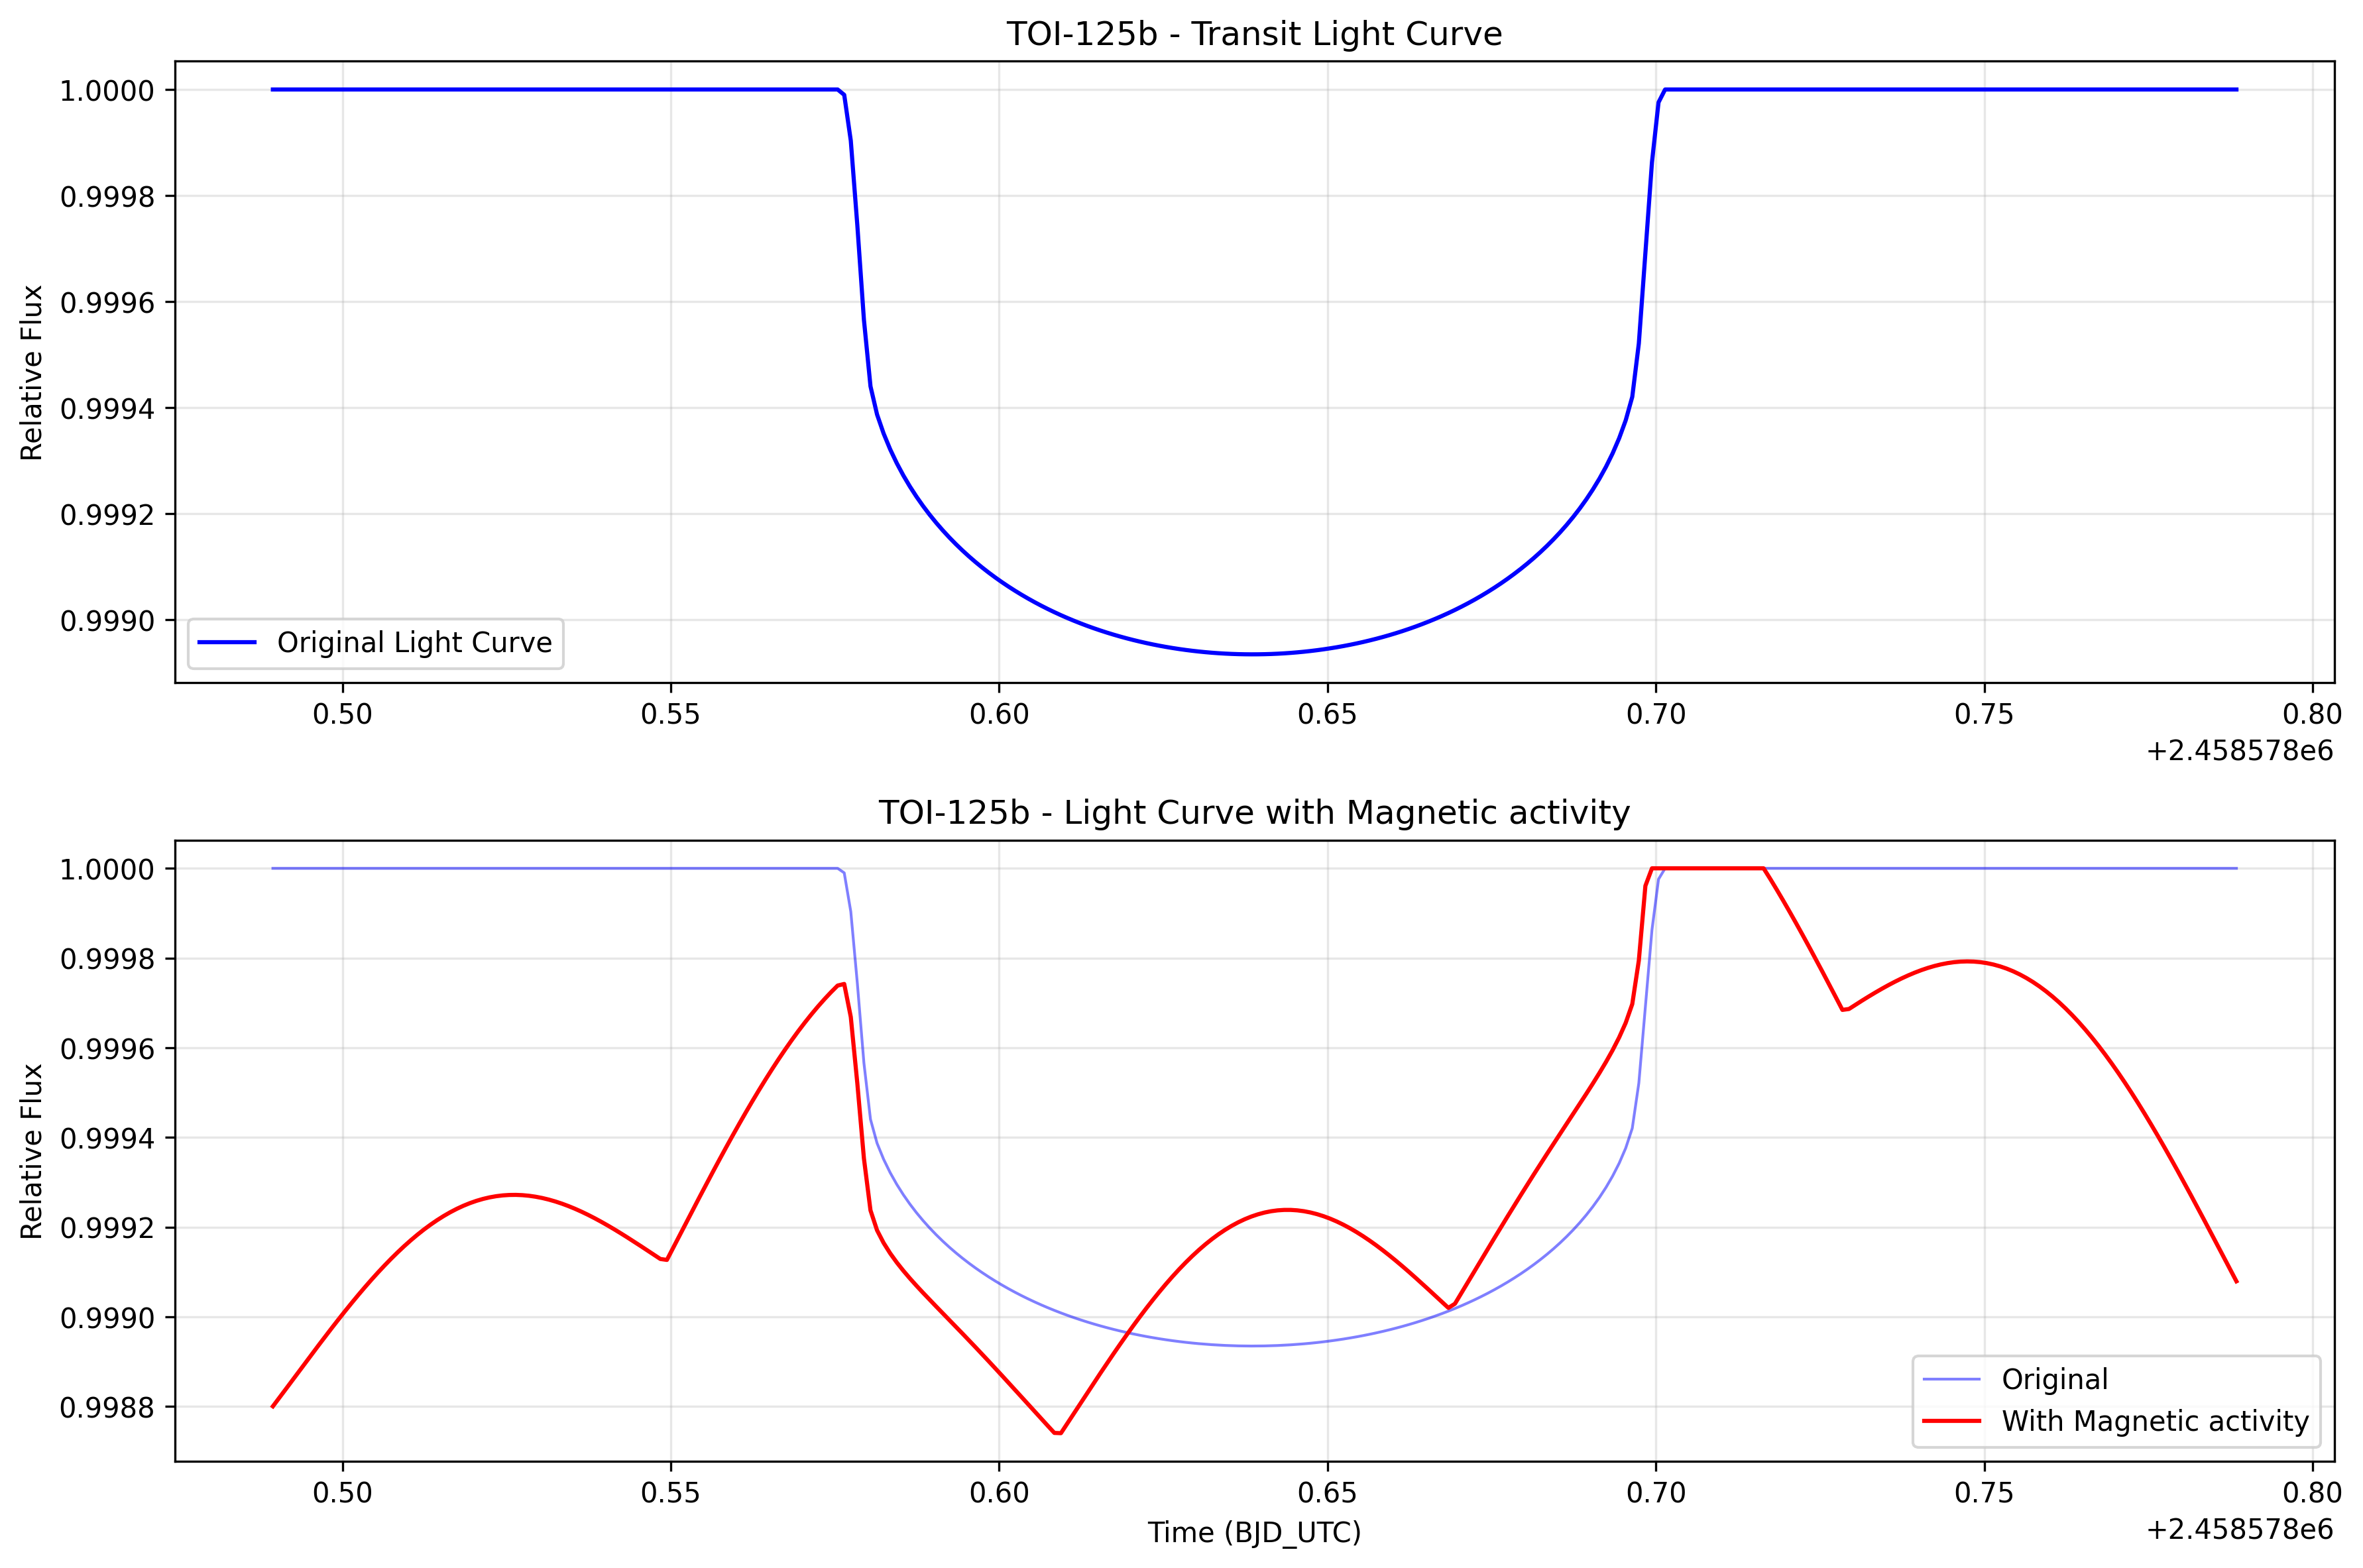 TOI-125b - Transit Light Curve
Relative Flux
1.0000
0.9998
0.9996
0.9994
0.9992
0.9990
Original Light Curve
0.50 0.55 0.60 0.65 0.70 0.75 0.80
+2.458578e6
TOI-125b - Light Curve with Magnetic activity
Relative Flux
1.0000
0.9998
0.9996
0.9994
0.9992
0.9990
0.9988
Original
With Magnetic activity
0.50 0.55 0.60 0.65 0.70 0.75 0.80
Time (BJD_UTC)
+2.458578e6